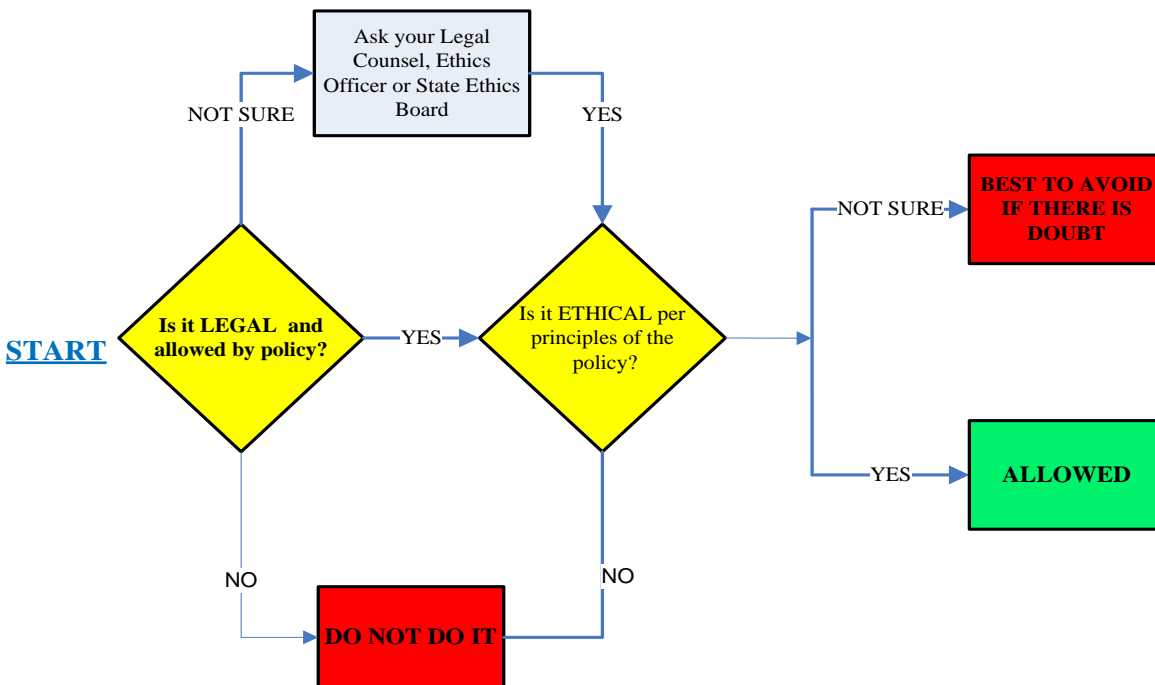 Ask your Legal
Counsel, Ethics
Officer or State Ethics
Board
NOT SURE
YES
BEST TO AVOID
IF THERE IS
DOUBT
NOT SURE
START
Is it LEGAL and
allowed by policy?
YES
Is it ETHICAL per
principles of the
policy?
YES
ALLOWED
NO
NO
DO NOT DO IT